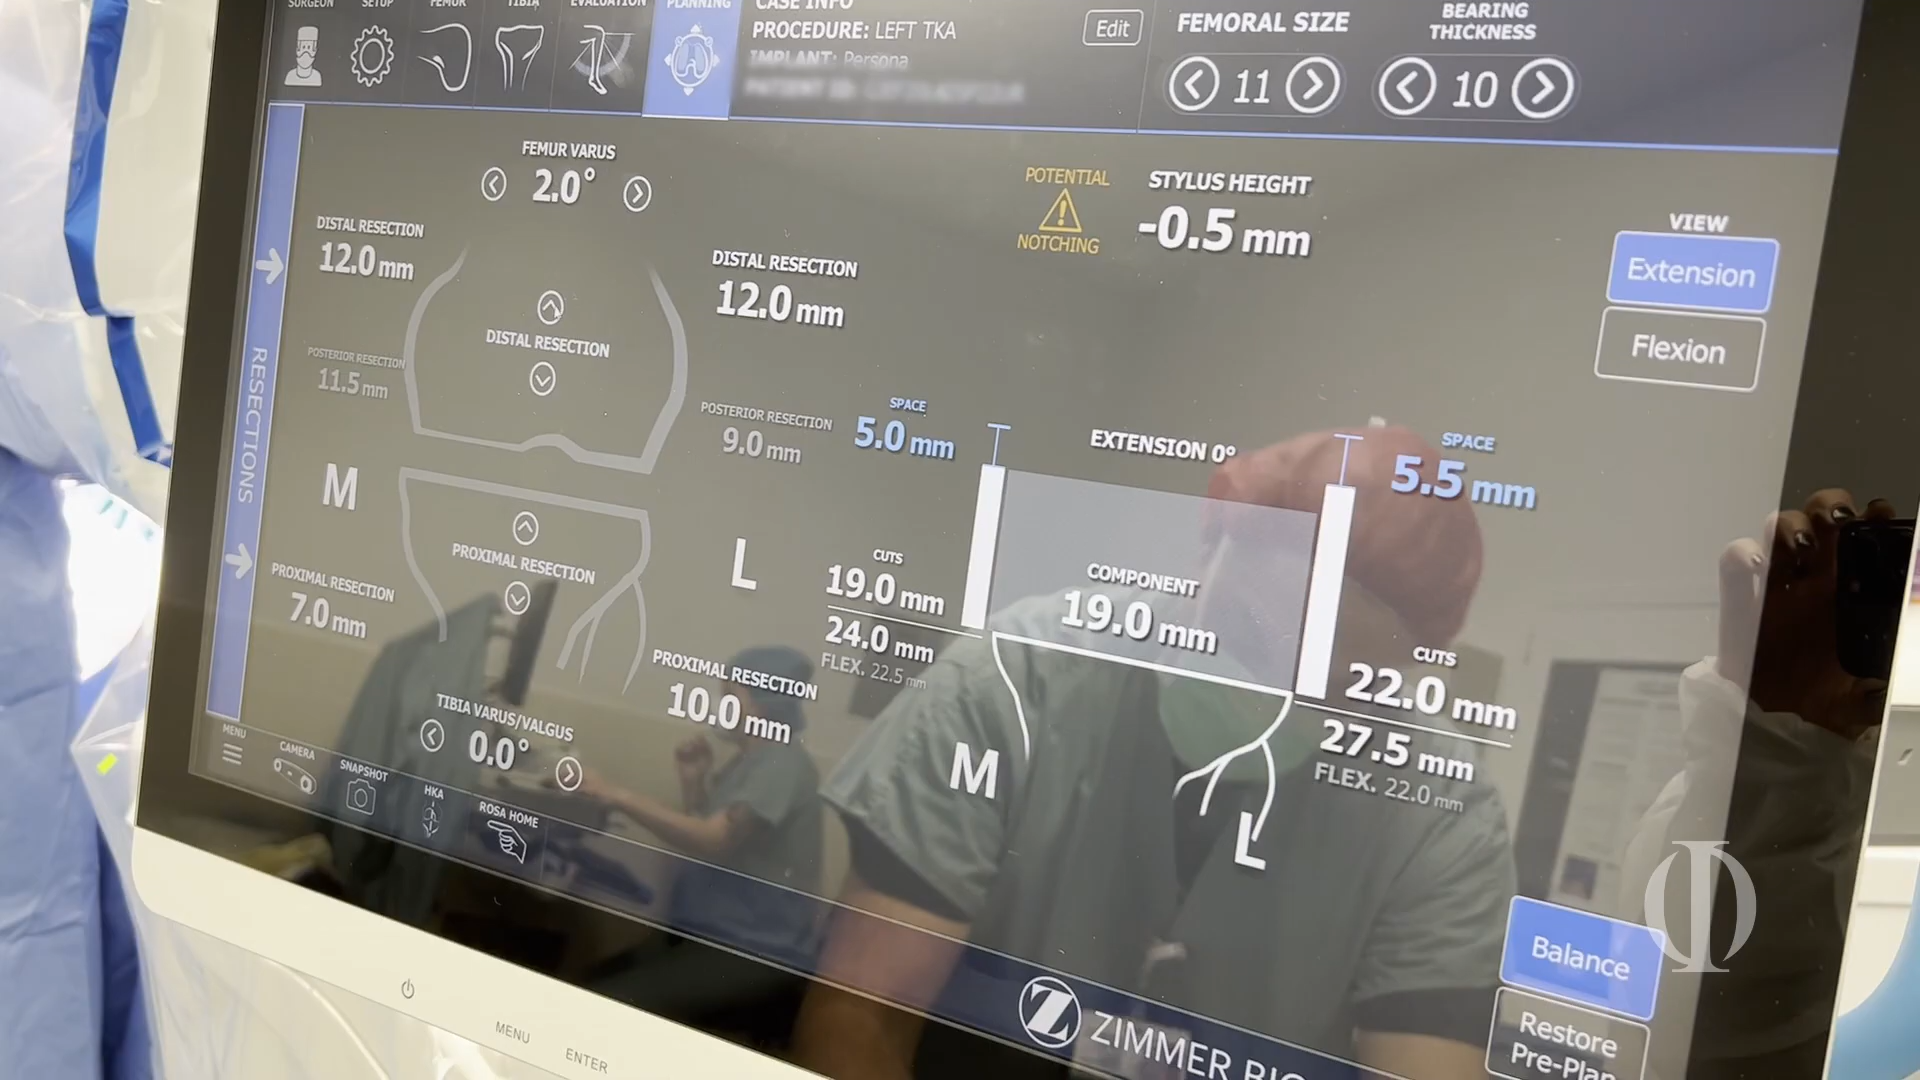 SURGEON
SETUP
FEMUR
TIBIA
EVALUATION
PLANNING
CASE INFO
PROCEDURE: LEFT TKA
IMPLANT: Persona
Edit
FEMORAL SIZE
11
BEARING
THICKNESS
10
FEMUR VARUS
2.0°
DISTAL RESECTION
12.0 mm
DISTAL RESECTION
12.0 mm
DISTAL RESECTION
POSTERIOR RESECTION
11.5 mm
POSTERIOR RESECTION
9.0 mm
RESECTIONS
M
L
PROXIMAL RESECTION
PROXIMAL RESECTION
7.0 mm
PROXIMAL RESECTION
10.0 mm
TIBIA VARUS/VALGUS
0.0°
POTENTIAL
NOTCHING
STYLUS HEIGHT
-0.5 mm
VIEW
Extension
Flexion
SPACE
5.0 mm
EXTENSION 0°
SPACE
5.5 mm
CUTS
19.0 mm
24.0 mm
FLEX. 22.5 mm
COMPONENT
19.0 mm
CUTS
22.0 mm
27.5 mm
FLEX. 22.0 mm
M
L
MENU
CAMERA
SNAPSHOT
HKA
ROSA HOME
Balance
Restore
Pre-Plan
ZIMMER BIO
MENU
ENTER